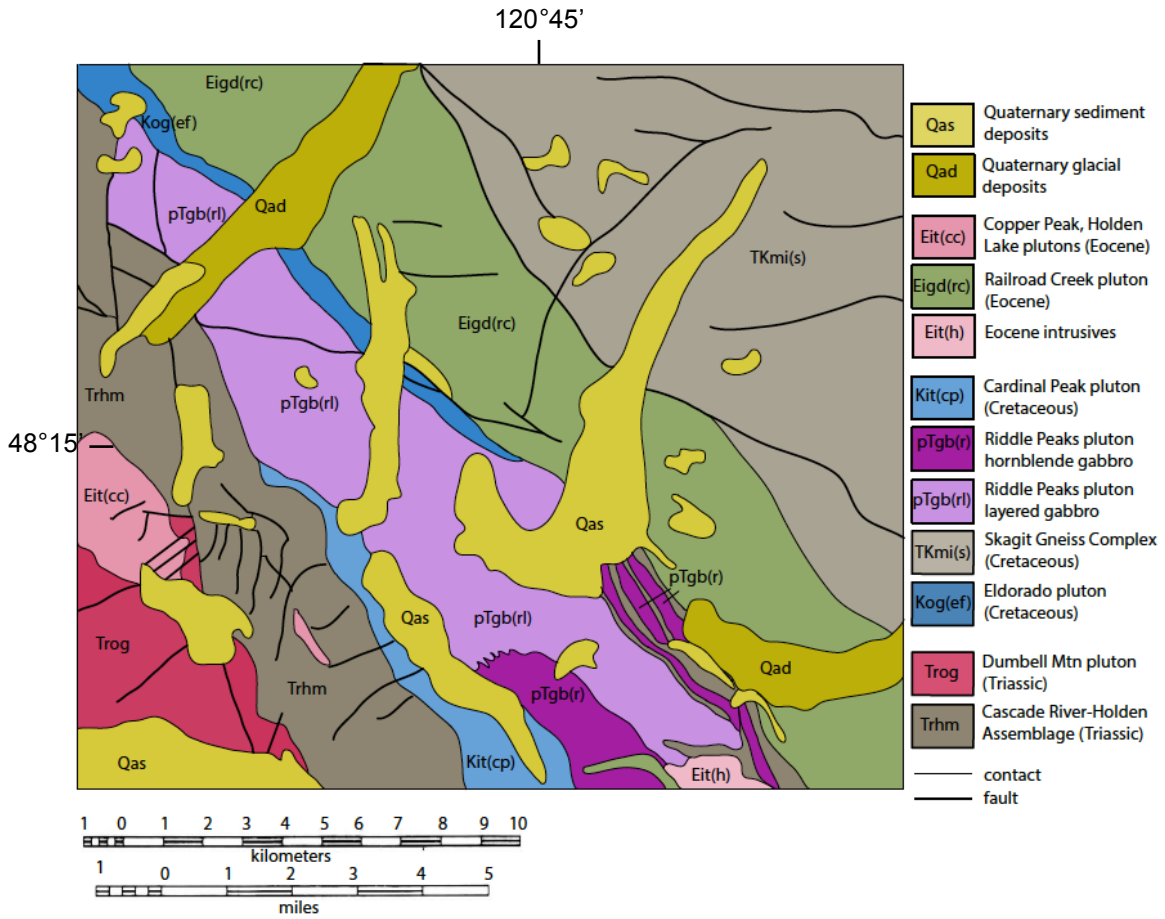 120°45'
48°15'
Eigd(rc)
Kog(ef)
pTgb(rl)
Qad
TKmi(s)
Eigd(rc)
Trhm
pTgb(rl)
Eit(cc)
Qas
pTgb(r)
Qas
pTgb(rl)
Trog
Qad
Trhm
pTgb(r)
Qas
Kit(cp)
Eit(h)
Qas Quaternary sediment
deposits
Qad Quaternary glacial
deposits
Eit(cc) Copper Peak, Holden
Lake plutons (Eocene)
Eigd(rc) Railroad Creek pluton
(Eocene)
Eit(h) Eocene intrusives
Kit(cp) Cardinal Peak pluton
(Cretaceous)
pTgb(r) Riddle Peaks pluton
hornblende gabbro
pTgb(rl) Riddle Peaks pluton
layered gabbro
TKmi(s) Skagit Gneiss Complex
(Cretaceous)
Kog(ef) Eldorado pluton
(Cretaceous)
Trog Dumbell Mtn pluton
(Triassic)
Trhm Cascade River-Holden
Assemblage (Triassic)
contact
fault
1 0 1 2 3 4 5 6 7 8 9 10
kilometers
1 0 1 2 3 4 5
miles